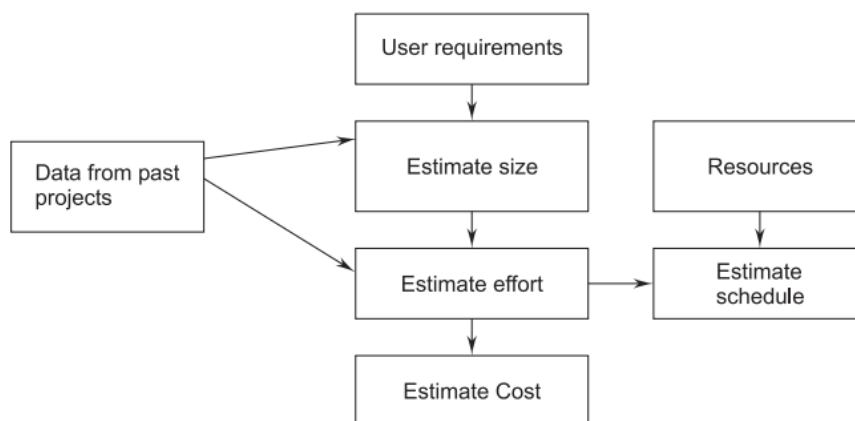 User requirements
Data from past
projects
Estimate size
Resources
Estimate effort
Estimate
schedule
Estimate Cost